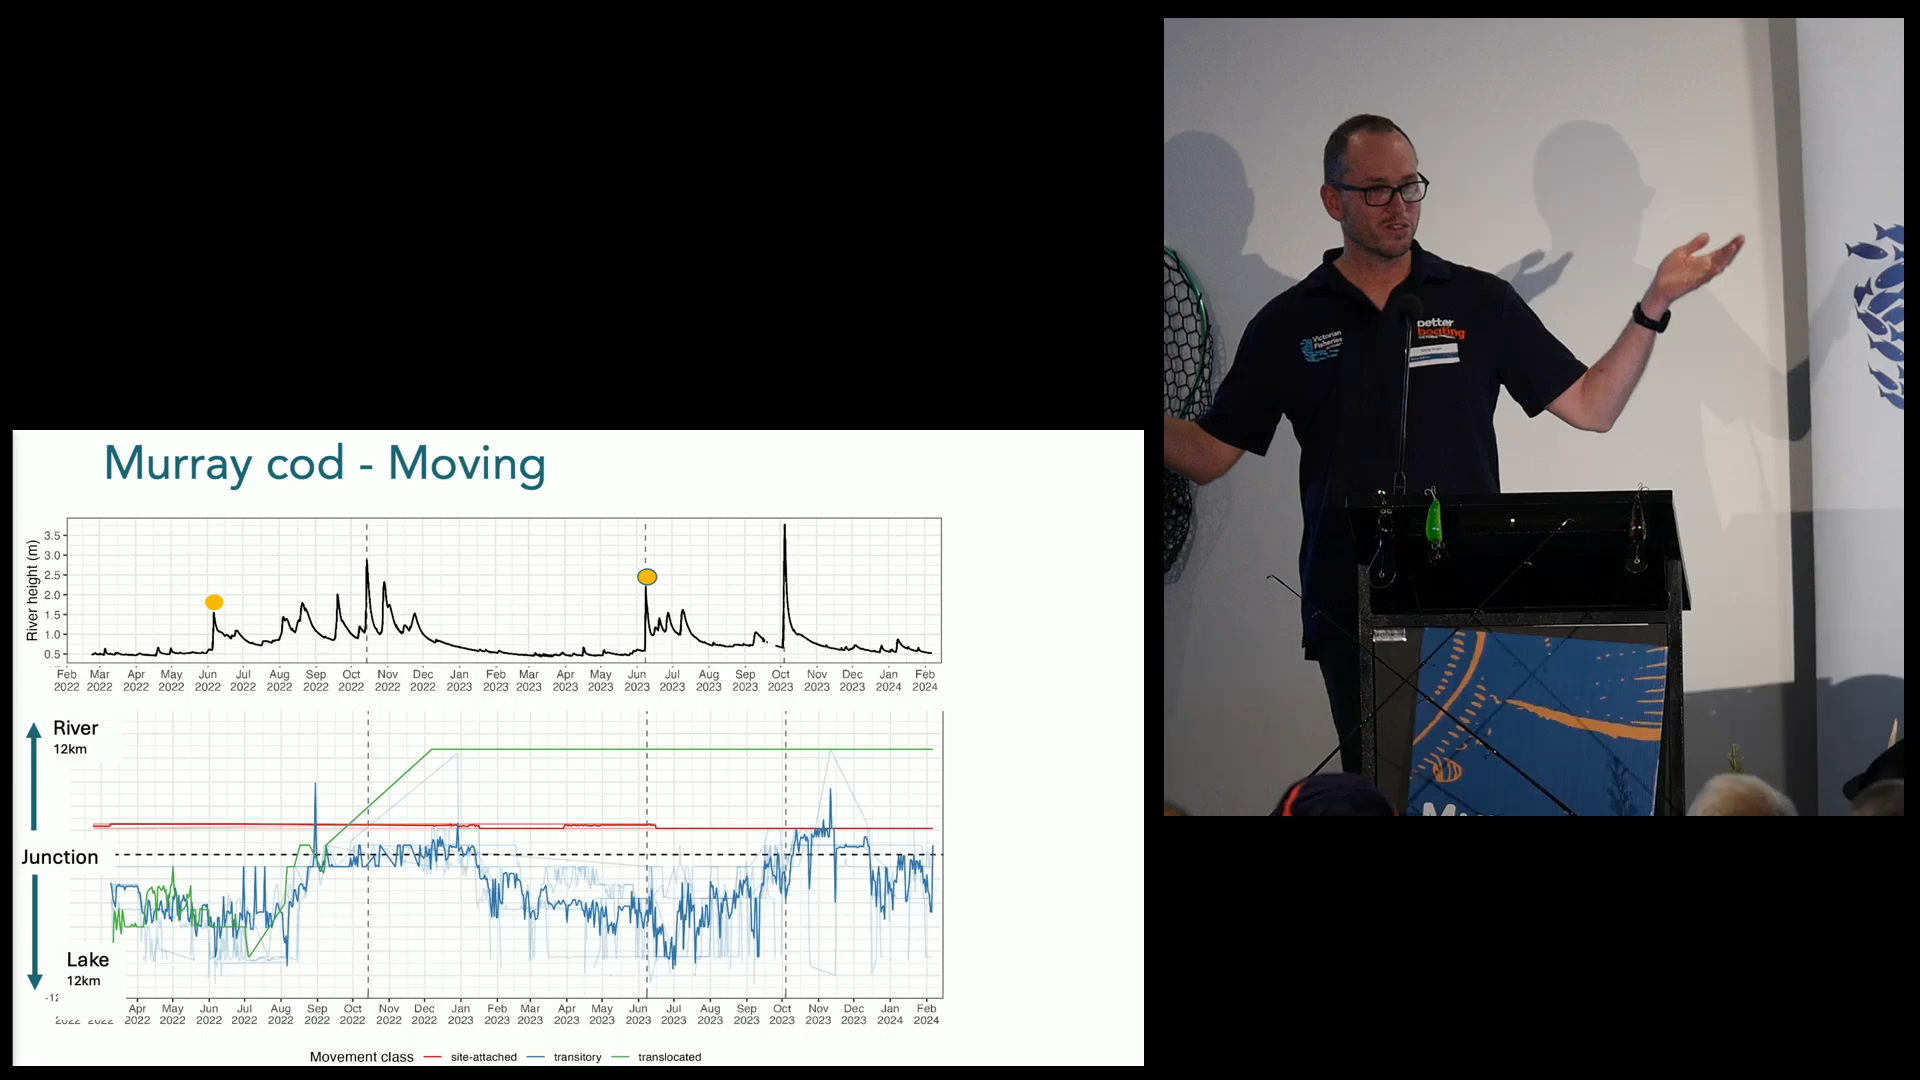 Murray cod - Moving
River height (m)
3.5
3.0
2.5
2.0
1.5
1.0
0.5
Feb Mar Apr May Jun Jul Aug Sep Oct Nov Dec Jan Feb Mar Apr May Jun Jul Aug Sep Oct Nov Dec Jan Feb
2022 2022 2022 2022 2022 2022 2022 2022 2022 2022 2022 2023 2023 2023 2023 2023 2023 2023 2023 2023 2023 2023 2023 2024 2024
River
12km
Junction
Lake
12km
Apr May Jun Jul Aug Sep Oct Nov Dec Jan Feb Mar Apr May Jun Jul Aug Sep Oct Nov Dec Jan Feb
2022 2022 2022 2022 2022 2022 2022 2022 2022 2022 2022 2023 2023 2023 2023 2023 2023 2023 2023 2023 2023 2023 2023 2024 2024
Movement class site-attached transitory translocated
Victorian
Fisheries
better
boating